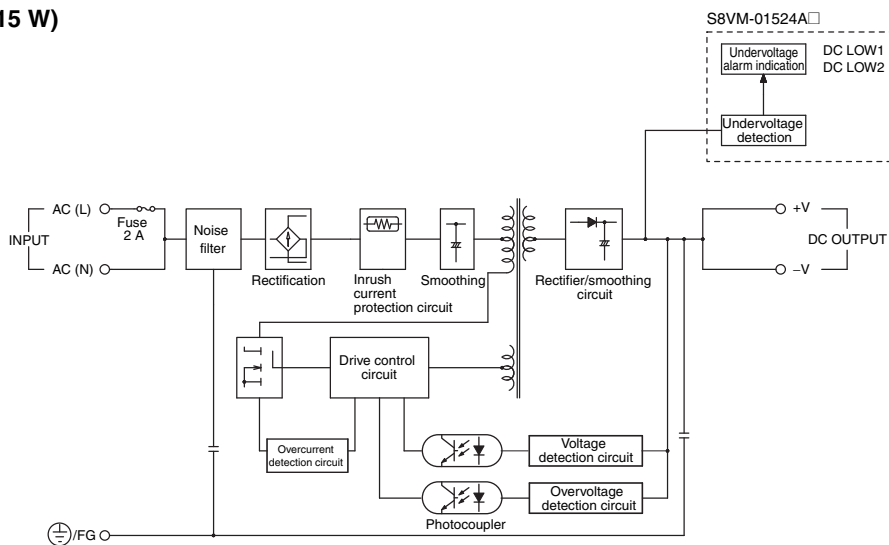 15 W)
S8VM-01524A□
Undervoltage
alarm indication
DC LOW1
DC LOW2
Undervoltage
detection
INPUT
AC (L)
Fuse
2 A
AC (N)
Noise
filter
Rectification
Inrush
current
protection circuit
Smoothing
Rectifier/smoothing
circuit
+V
DC OUTPUT
–V
Drive control
circuit
Overcurrent
detection circuit
Voltage
detection circuit
Overvoltage
detection circuit
Photocoupler
/FG